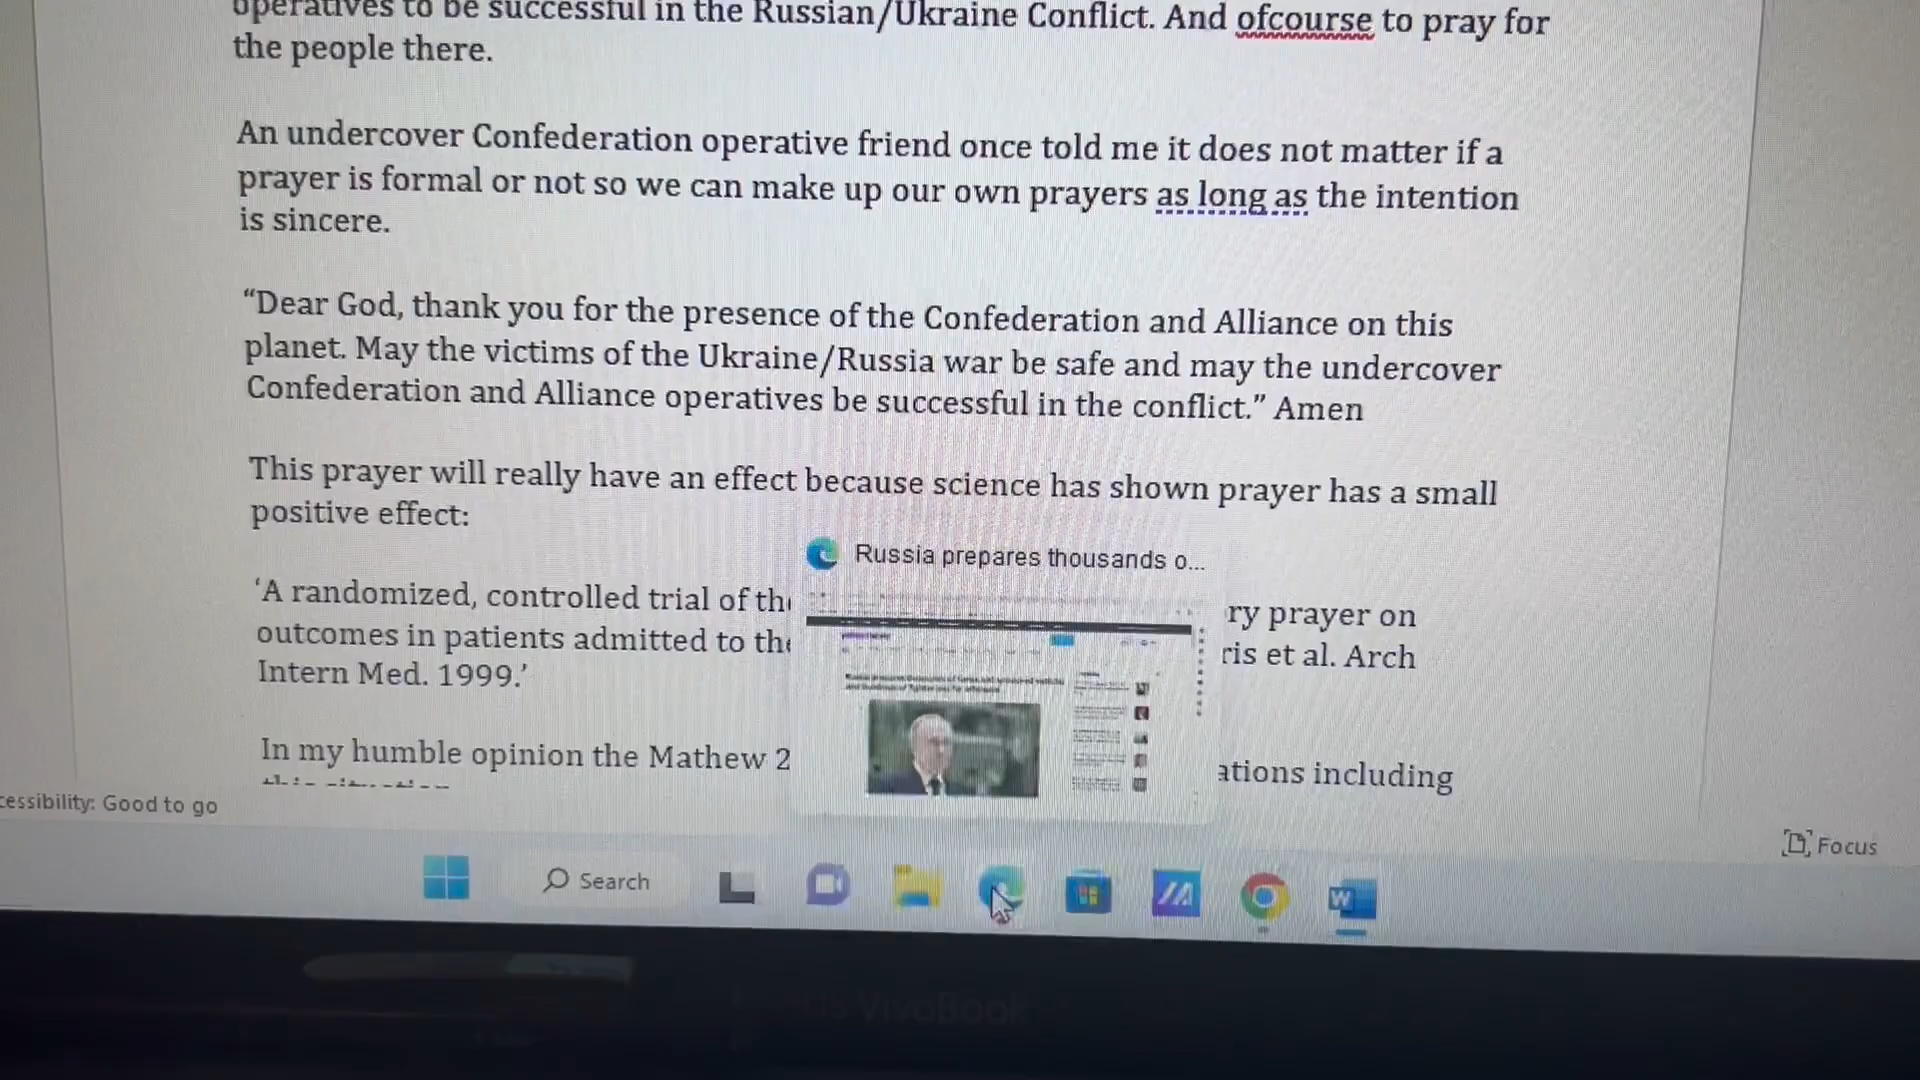 operatives to be successful in the Russian/Ukraine Conflict. And ofcourse to pray for
the people there.
An undercover Confederation operative friend once told me it does not matter if a
prayer is formal or not so we can make up our own prayers as long as the intention
is sincere.
“Dear God, thank you for the presence of the Confederation and Alliance on this
planet. May the victims of the Ukraine/Russia war be safe and may the undercover
Confederation and Alliance operatives be successful in the conflict.” Amen
This prayer will really have an effect because science has shown prayer has a small
positive effect:
Russia prepares thousands o...
‘A randomized, controlled trial of the ry prayer on
outcomes in patients admitted to the ris et al. Arch
Intern Med. 1999.’
In my humble opinion the Mathew 2 ations including
cessibility: Good to go
Focus
Search
VivoBook